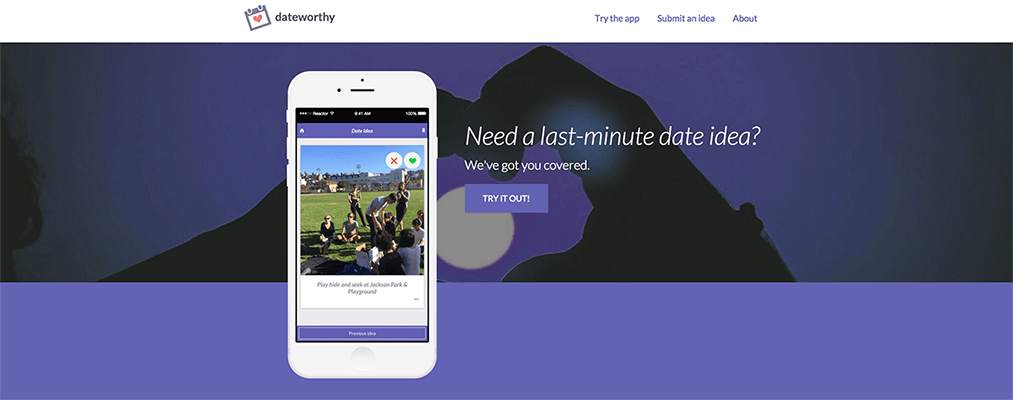 dateworthy
Try the app
Submit an idea
About
Reactor
9:41 AM
100%
Date Idea
Need a last-minute date idea?
We've got you covered.
TRY IT OUT!
Play hide and seek at Jackson Park &
Playground
Previous idea